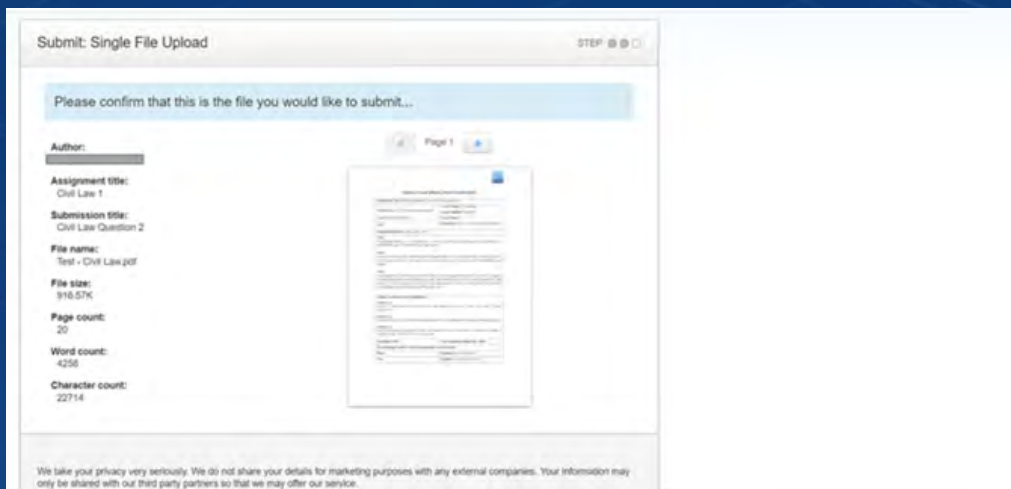 Submit: Single File Upload
STEP
Please confirm that this is the file you would like to submit...
Page 1
Author:
Assignment title:
Civil Law 1
Submission title:
Civil Law Question 2
File name:
Test - Civil Law.pdf
File size:
916.57K
Page count:
20
Word count:
4258
Character count:
22714
We take your privacy very seriously. We do not share your details for marketing purposes with any external companies. Your information may
only be shared with our third party partners so that we may offer our service.